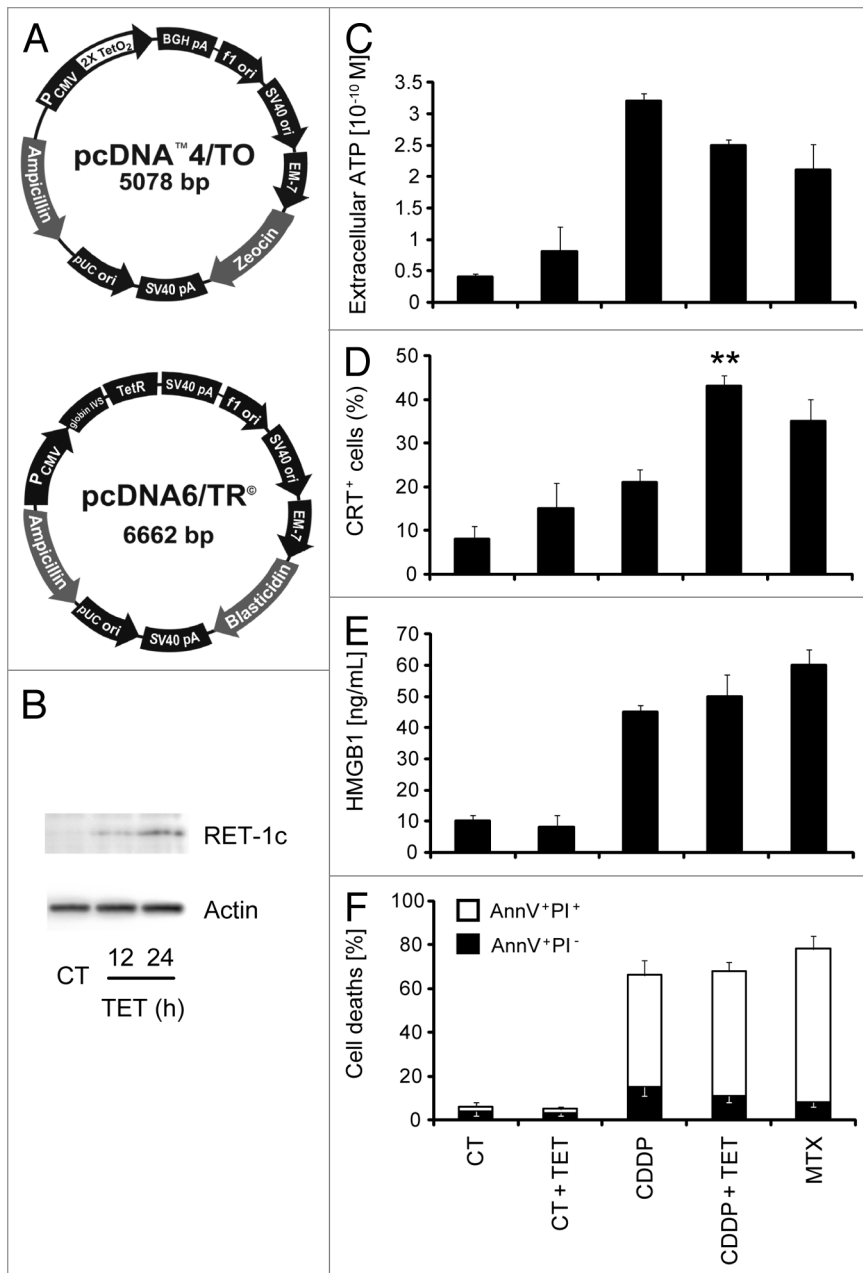 A
P CMV
2X TetO2
BGH pA
f1 ori
SV40 ori
EM-7
Zeocin
SV40 pA
pUC ori
Ampicillin
pcDNA™4/TO
5078 bp
P CMV
globin IVS
TetR
SV40 pA
f1 ori
SV40 ori
EM-7
Blasticidin
SV40 pA
pUC ori
Ampicillin
pcDNA6/TR©
6662 bp
B
RET-1c
Actin
CT
12 24
TET (h)
C
Extracellular ATP [10⁻¹⁰ M]
3.5
3
2.5
2
1.5
1
0.5
0
D
CRT⁺ cells (%)
50
40
30
20
10
0
**
E
HMGB1 [ng/mL]
70
60
50
40
30
20
10
0
F
Cell deaths [%]
100
80
60
40
20
0
AnnV⁺PI⁺
AnnV⁺PI⁻
CT
CT + TET
CDDP
CDDP + TET
MTX